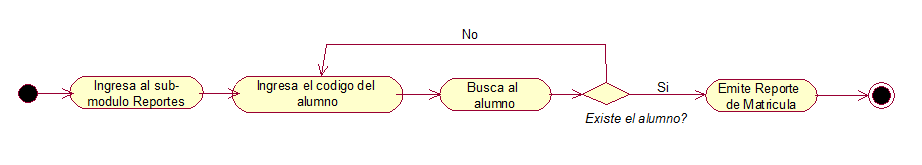 No
Ingresa al sub-
modulo Reportes
Ingresa el codigo del
alumno
Busca al
alumno
Si
Existe el alumno?
Emite Reporte
de Matricula